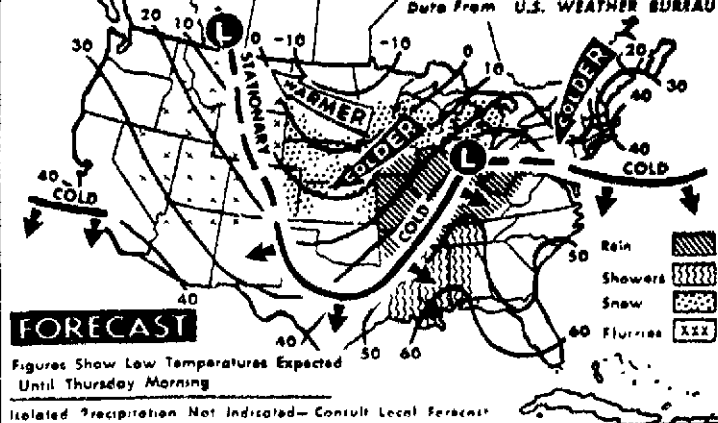 Data From U.S. WEATHER BUREAU
20
10
L
0
-10
-10
0
10
20
30
30
40
STATIONARY
WARMER
COLDER
COLDER
40
COLD
L
40
COLD
COLD
Rain
Showers
Snow
Flurries XXX
50
60
40
40
50
60
FORECAST
Figures Show Low Temperatures Expected
Until Thursday Morning
Isolated Precipitation Not Indicated— Consult Local Forecast